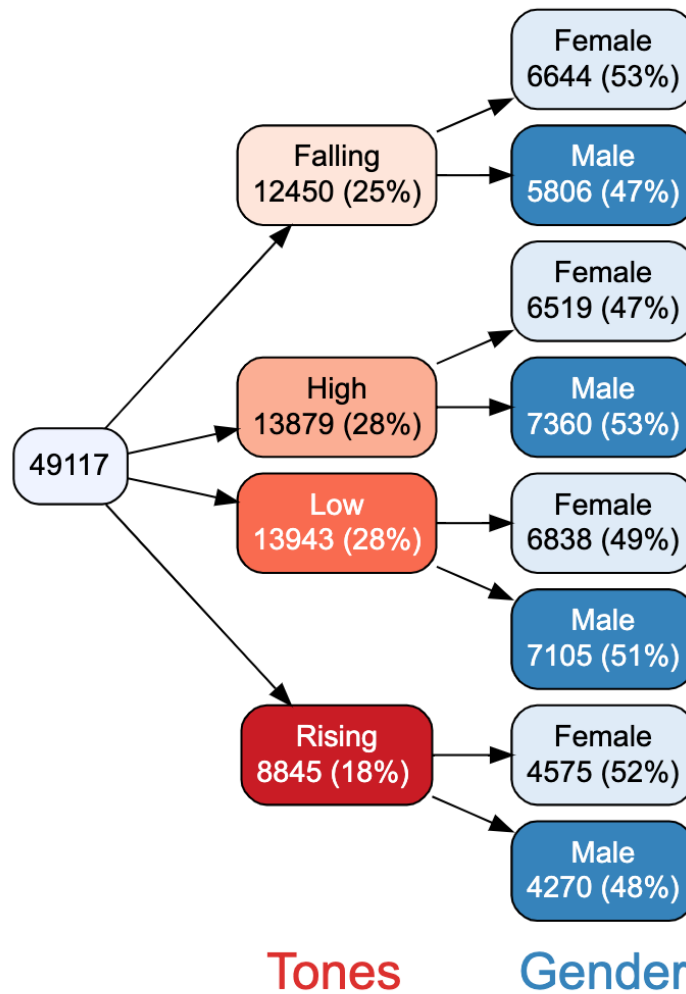 Female
6644 (53%)
Falling
12450 (25%)
Male
5806 (47%)
Female
6519 (47%)
High
13879 (28%)
Male
7360 (53%)
49117
Low
13943 (28%)
Female
6838 (49%)
Male
7105 (51%)
Rising
8845 (18%)
Female
4575 (52%)
Male
4270 (48%)
Tones
Gender